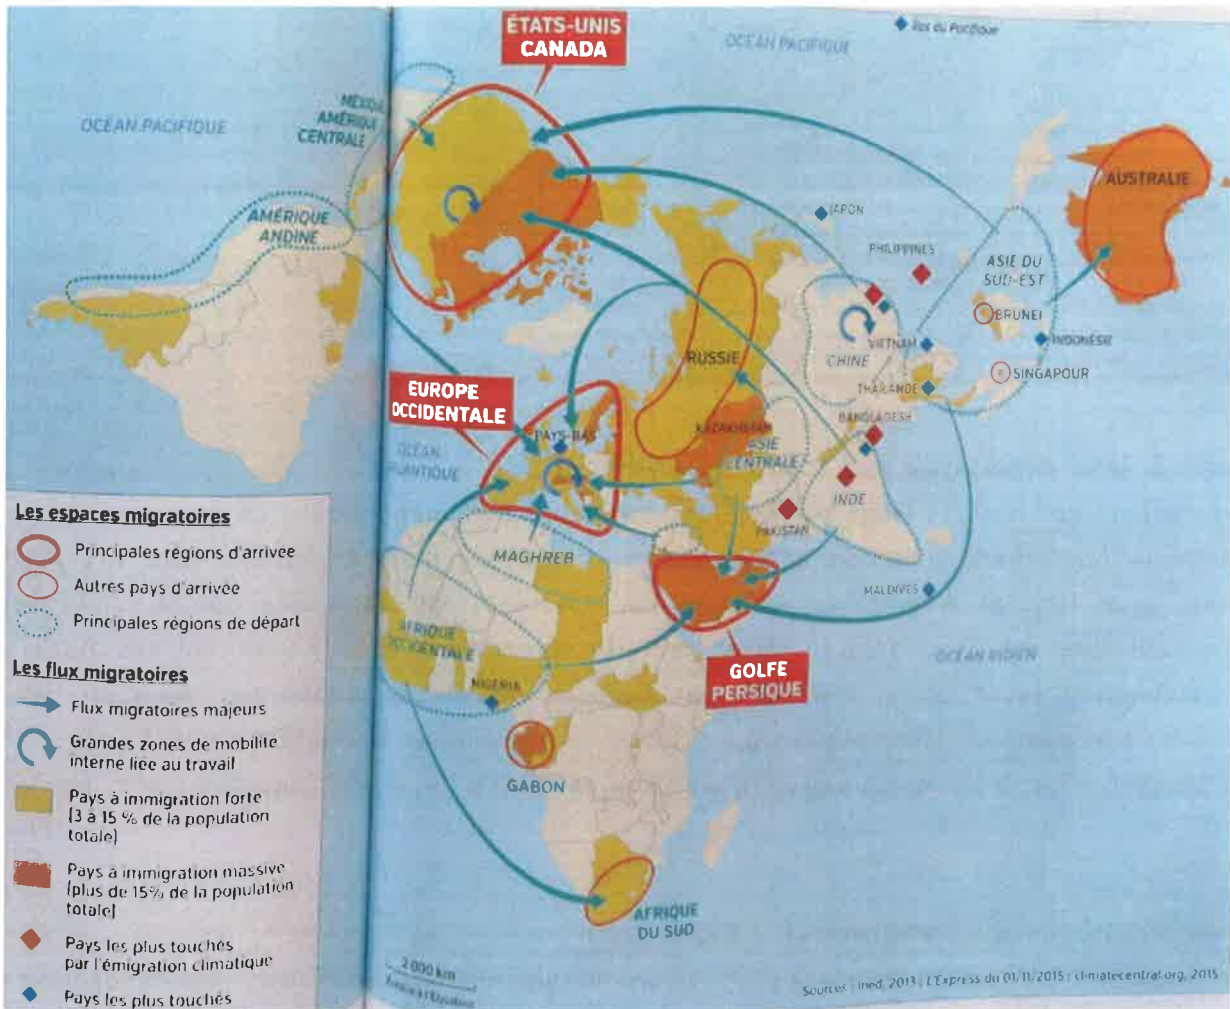 ÉTATS-UNIS
CANADA
Îles du Pacifique
OCÉAN PACIFIQUE
OCÉAN PACIFIQUE
MEXIQUE
AMÉRIQUE
CENTRALE
AMÉRIQUE
ANDINE
AUSTRALIE
JAPON
PHILIPPINES
ASIE DU
SUD-EST
BRUNEI
VIETNAM
INDONÉSIE
CHINE
RUSSIE
SINGAPOUR
THAÏLANDE
EUROPE
OCCIDENTALE
BANGLADESH
PAYS-BAS
KAZAKHSTAN
ASIE
CENTRALE
OCÉAN
ATLANTIQUE
INDE
PAKISTAN
MAGHREB
MALDIVES
AFRIQUE
OCCIDENTALE
OCÉAN INDIEN
GOLFE
PERSIQUE
NIGERIA
GABON
AFRIQUE
DU SUD
Les espaces migratoires
Principales régions d'arrivée
Autres pays d'arrivée
Principales régions de départ
Les flux migratoires
Flux migratoires majeurs
Grandes zones de mobilité
interne liée au travail
Pays à immigration forte
(3 à 15 % de la population
totale)
Pays à immigration massive
(plus de 15% de la population
totale)
Pays les plus touchés
par l'émigration climatique
Pays les plus touchés
2 000 km
Sources : Ined, 2013 ; L'Express du 01/11/2015 ; climatecentral.org, 2015